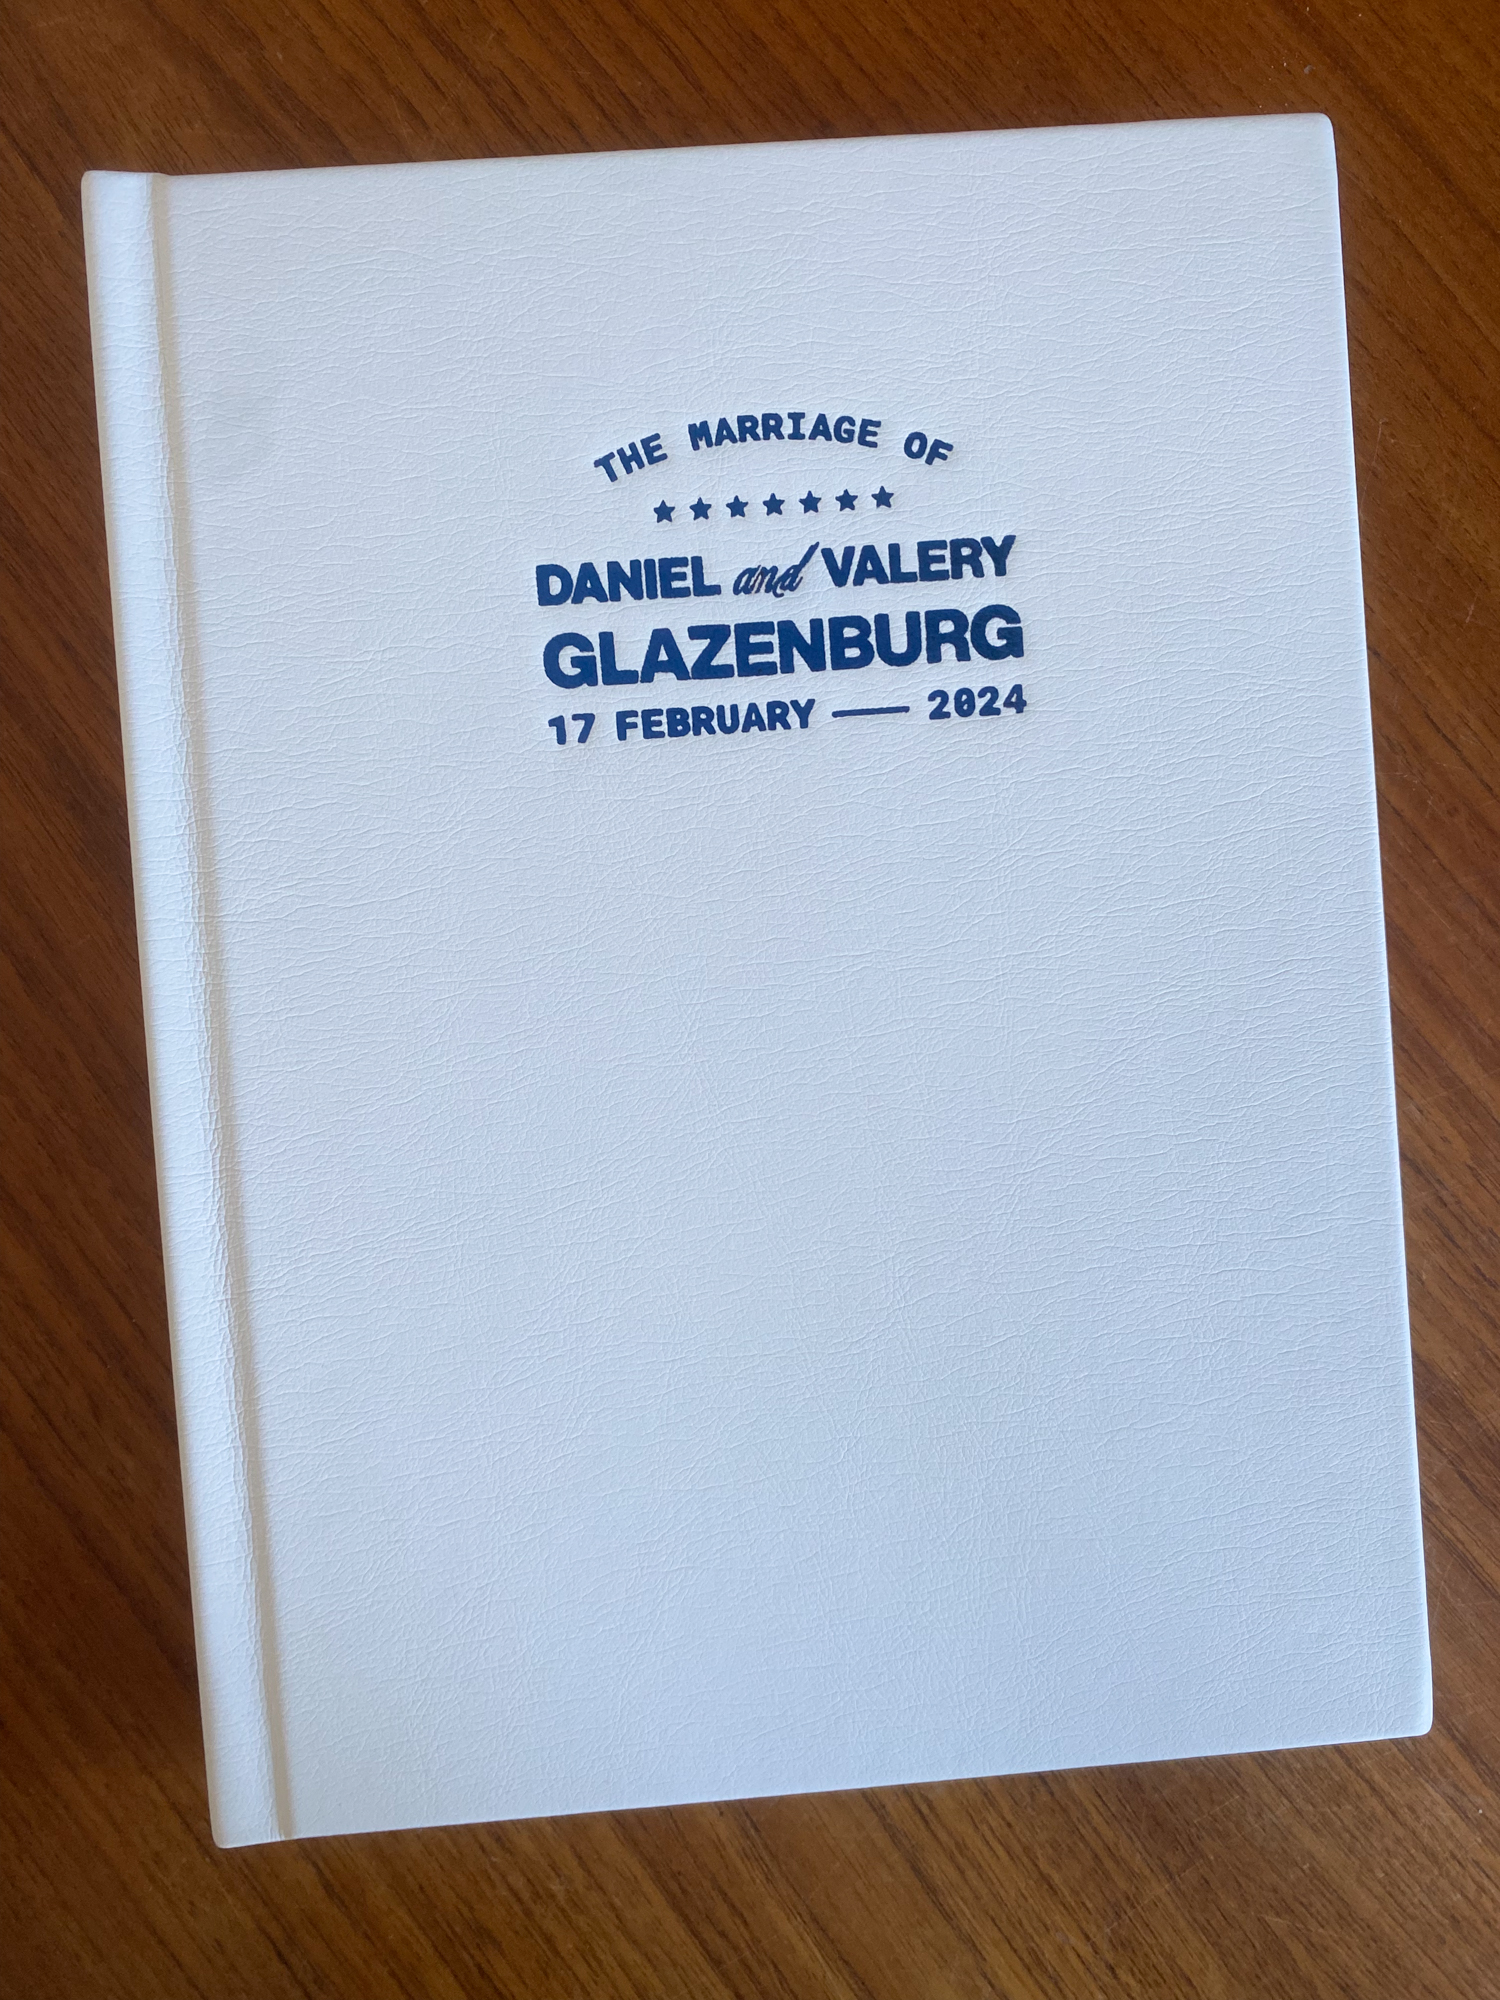 THE MARRIAGE OF
★★★★★★★
DANIEL and VALERY
GLAZENBURG
17 FEBRUARY — 2024